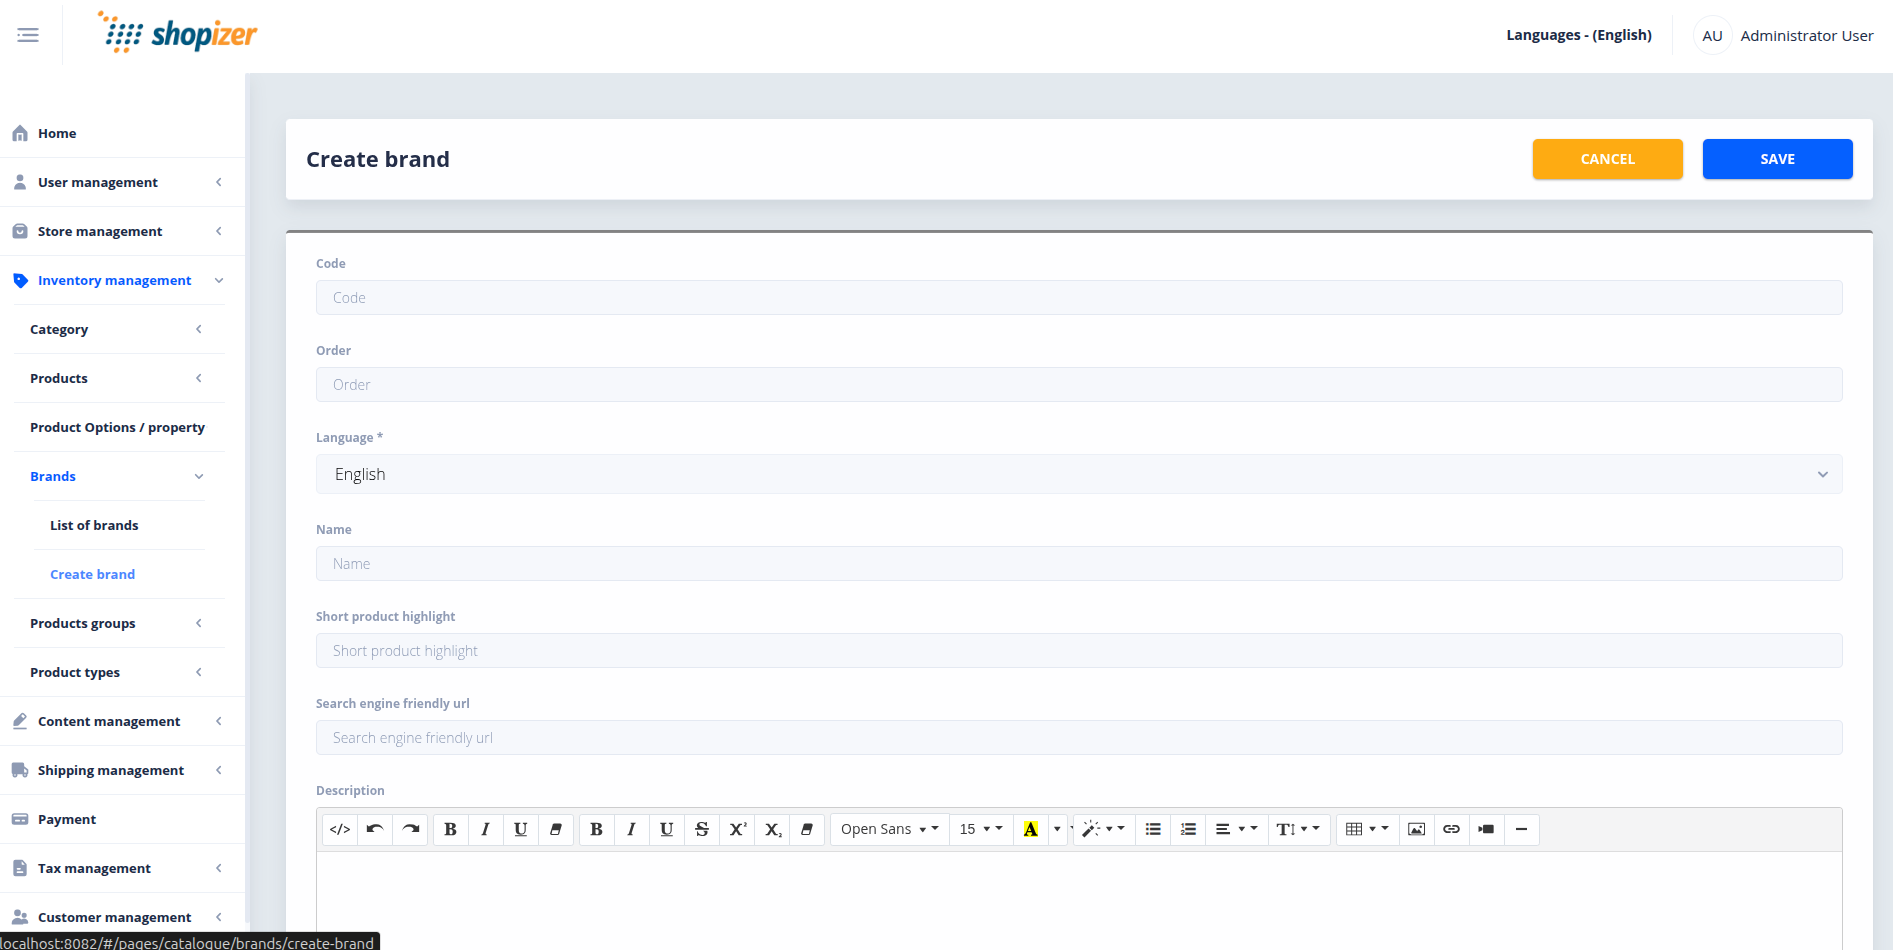 shopizer
Languages - (English)
AU
Administrator User
Home
User management
Store management
Inventory management
Category
Products
Product Options / property
Brands
List of brands
Create brand
Products groups
Product types
Content management
Shipping management
Payment
Tax management
Customer management
localhost:8082/#/pages/catalogue/brands/create-brand
Create brand
CANCEL
SAVE
Code
Code
Order
Order
Language *
English
Name
Name
Short product highlight
Short product highlight
Search engine friendly url
Search engine friendly url
Description
</> B I U B I U S X² X₂ Open Sans 15 A T